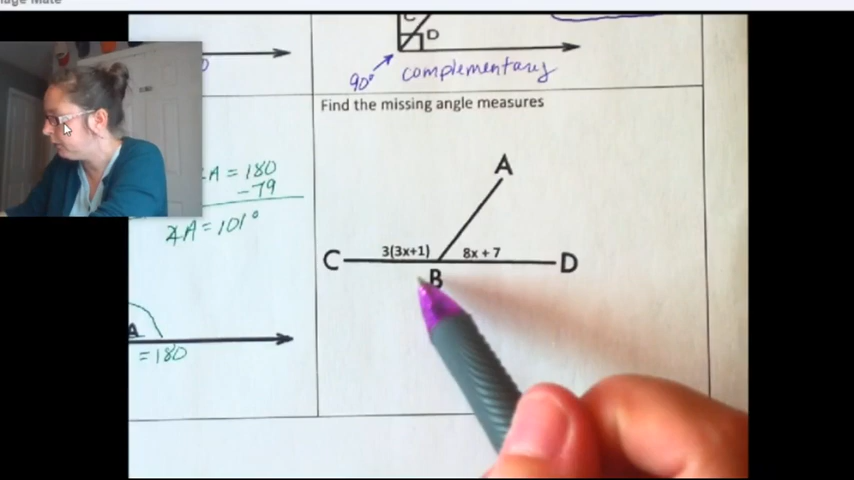 C
D
90° complementary
Find the missing angle measures
A = 180
-79
∡A = 101°
A
= 180
A
C 3(3x+1) 8x + 7 D
B